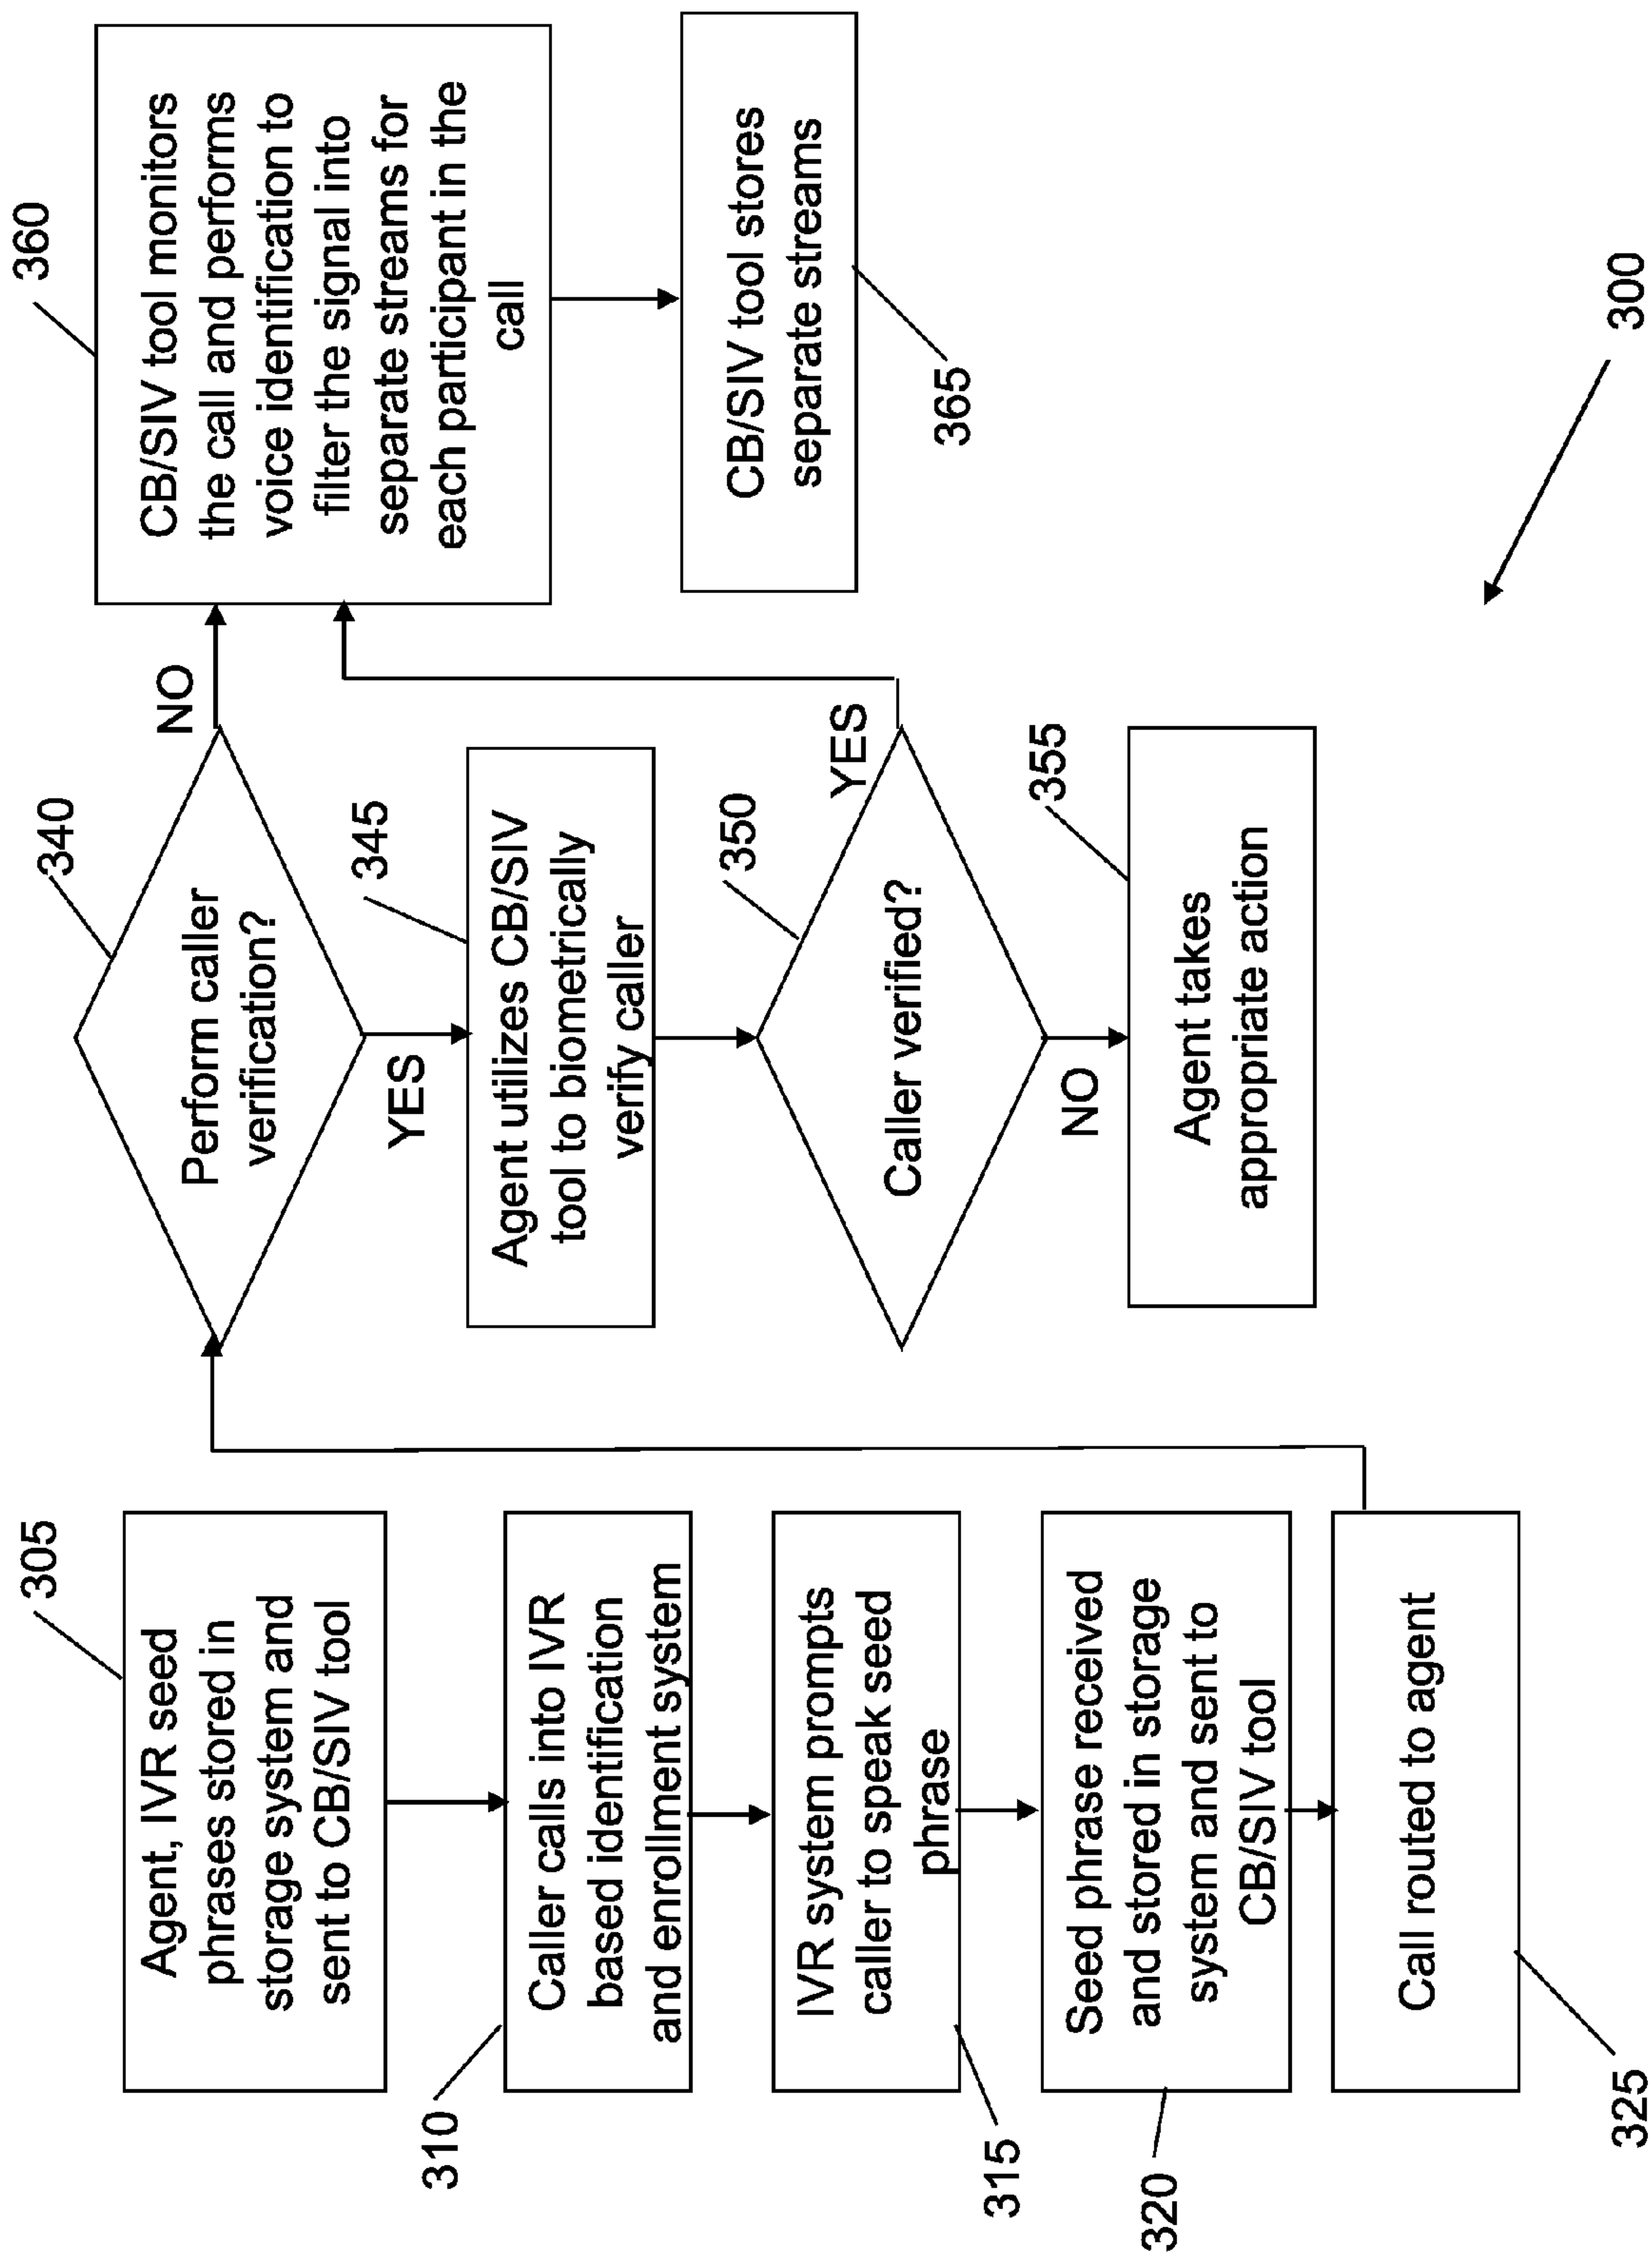 305
Agent, IVR seed
phrases stored in
storage system and
sent to CB/SIV tool
310
Caller calls into IVR
based identification
and enrollment system
IVR system prompts
caller to speak seed
phrase
315
Seed phrase received
and stored in storage
system and sent to
CB/SIV tool
320
Call routed to agent
325
340
Perform caller
verification?
NO
YES
345
Agent utilizes CB/SIV
tool to biometrically
verify caller
350
Caller verified?
YES
NO
355
Agent takes
appropriate action
360
CB/SIV tool monitors
the call and performs
voice identification to
filter the signal into
separate streams for
each participant in the
call
CB/SIV tool stores
separate streams
365
300